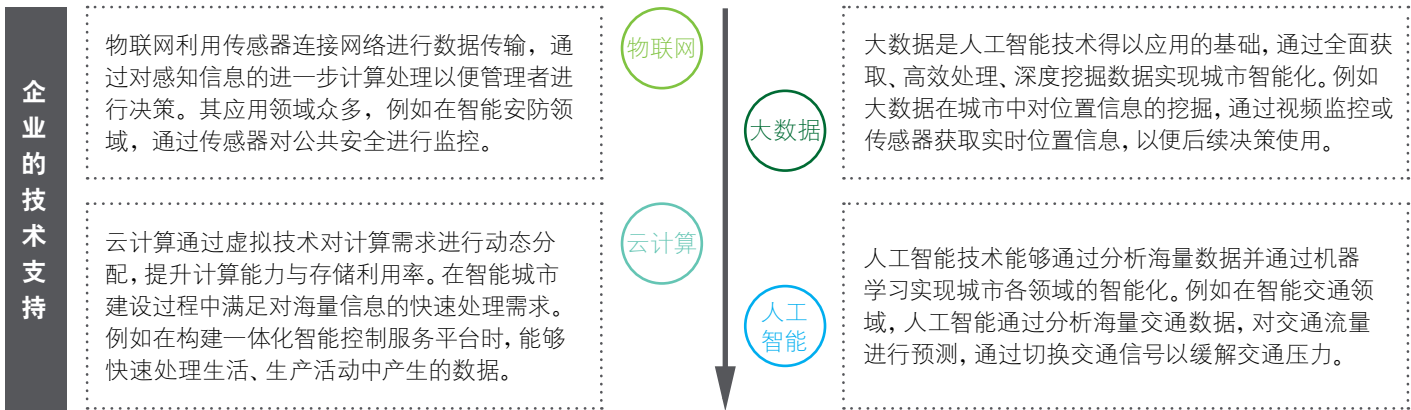 企业的技术支持
物联网利用传感器连接网络进行数据传输，通
过对感知信息的进一步计算处理以便管理者进
行决策。其应用领域众多，例如在智能安防领
域，通过传感器对公共安全进行监控。
物联网
大数据
大数据是人工智能技术得以应用的基础，通过全面获
取、高效处理、深度挖掘数据实现城市智能化。例如
大数据在城市中对位置信息的挖掘，通过视频监控或
传感器获取实时位置信息，以便后续决策使用。
云计算通过虚拟技术对计算需求进行动态分
配，提升计算能力与存储利用率。在智能城市
建设过程中满足对海量信息的快速处理需求。
例如在构建一体化智能控制服务平台时，能够
快速处理生活、生产活动中产生的数据。
云计算
人工
智能
人工智能技术能够通过分析海量数据并通过机器
学习实现城市各领域的智能化。例如在智能交通领
域，人工智能通过分析海量交通数据，对交通流量
进行预测，通过切换交通信号以缓解交通压力。